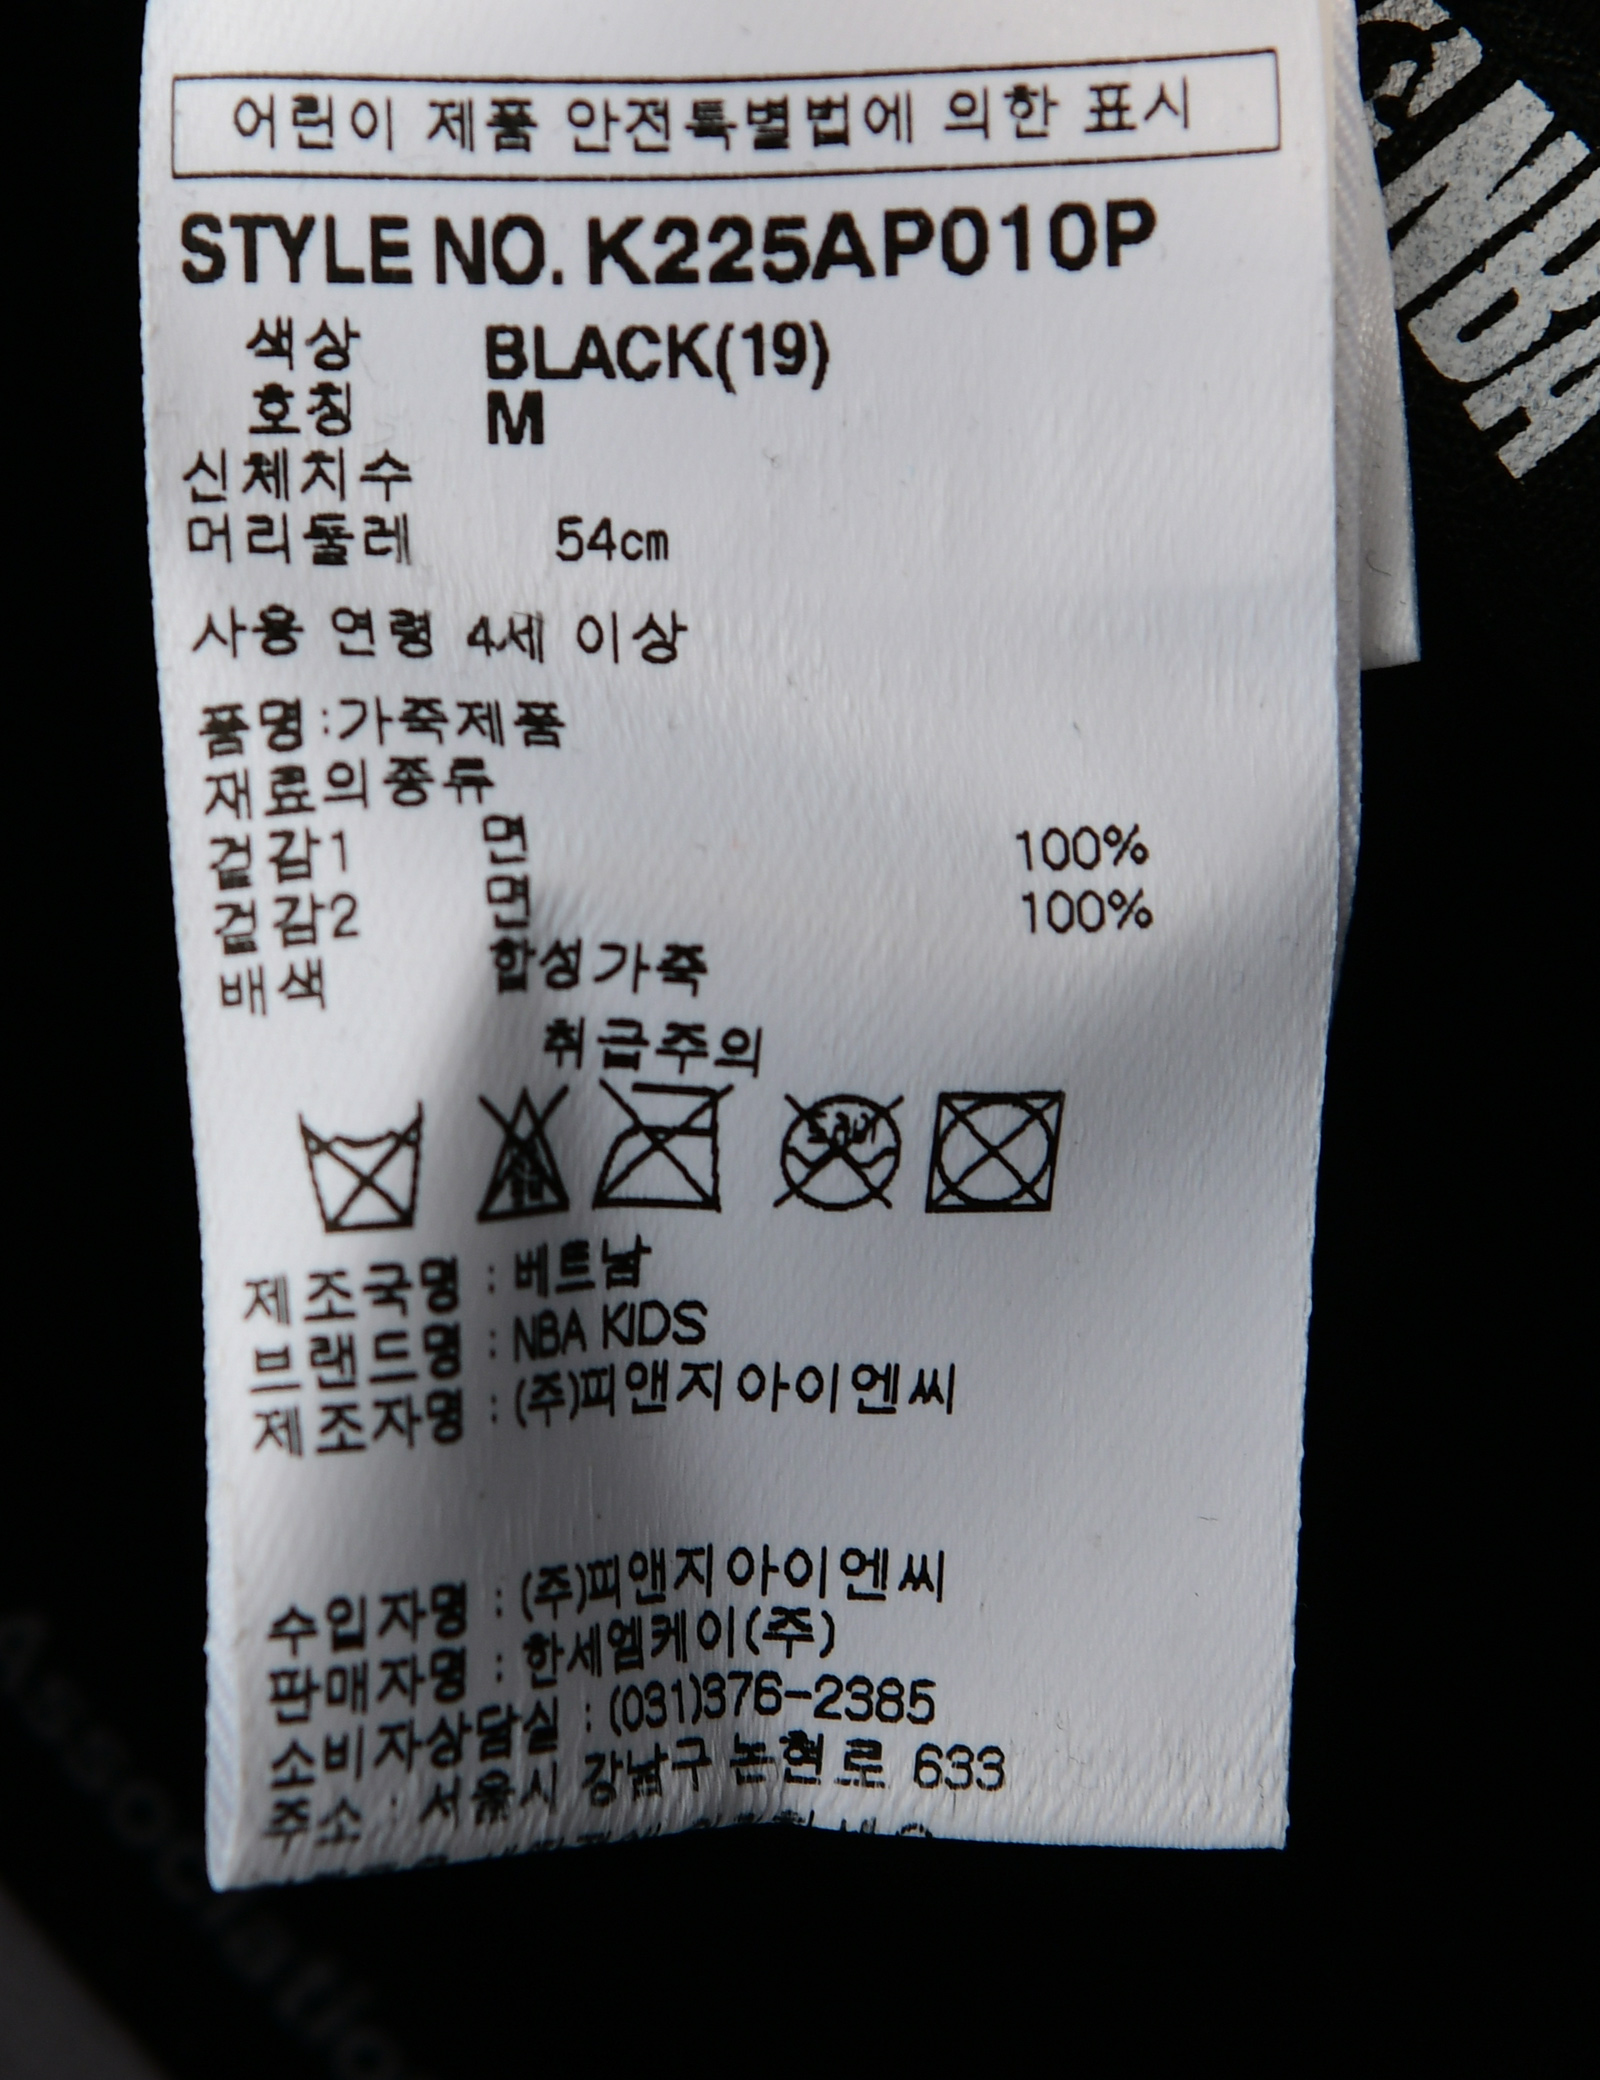 어린이 제품 안전특별법에 의한 표시
STYLE NO. K225AP010P
색상 BLACK(19)
호칭 M
신체치수
머리둘레 54cm
사용 연령 4세 이상
품명:가죽제품
재료의종류
겉감1 면 100%
겉감2 면 100%
배색 합성가죽
취급주의
드라이
제조국명 : 베트남
브랜드명 : NBA KIDS
제조자명 : (주)피앤지아이엔씨
수입자명 : (주)피앤지아이엔씨
판매자명 : 한세엠케이(주)
소비자상담실 : (031)376-2385
주소 : 서울시 강남구 논현로 633
NBA
Associatio